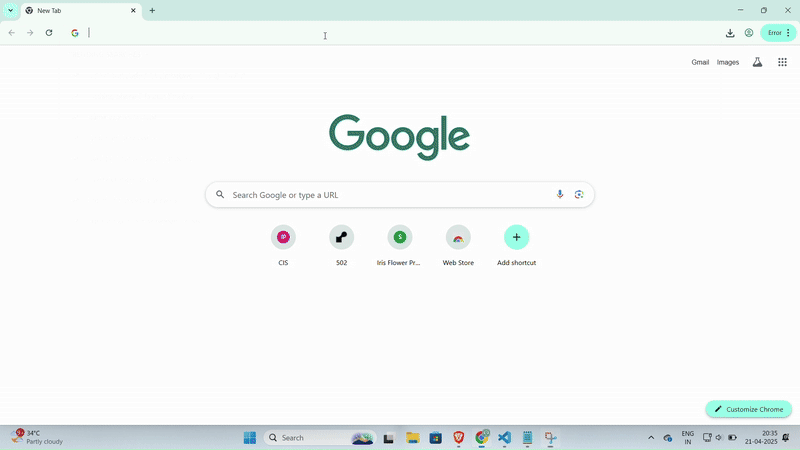 New Tab
Error
Gmail Images
Google
Search Google or type a URL
CIS
502
Iris Flower Pr...
Web Store
Add shortcut
Customize Chrome
9+
34°C
Partly cloudy
Search
ENG
IN
20:35
21-04-2025